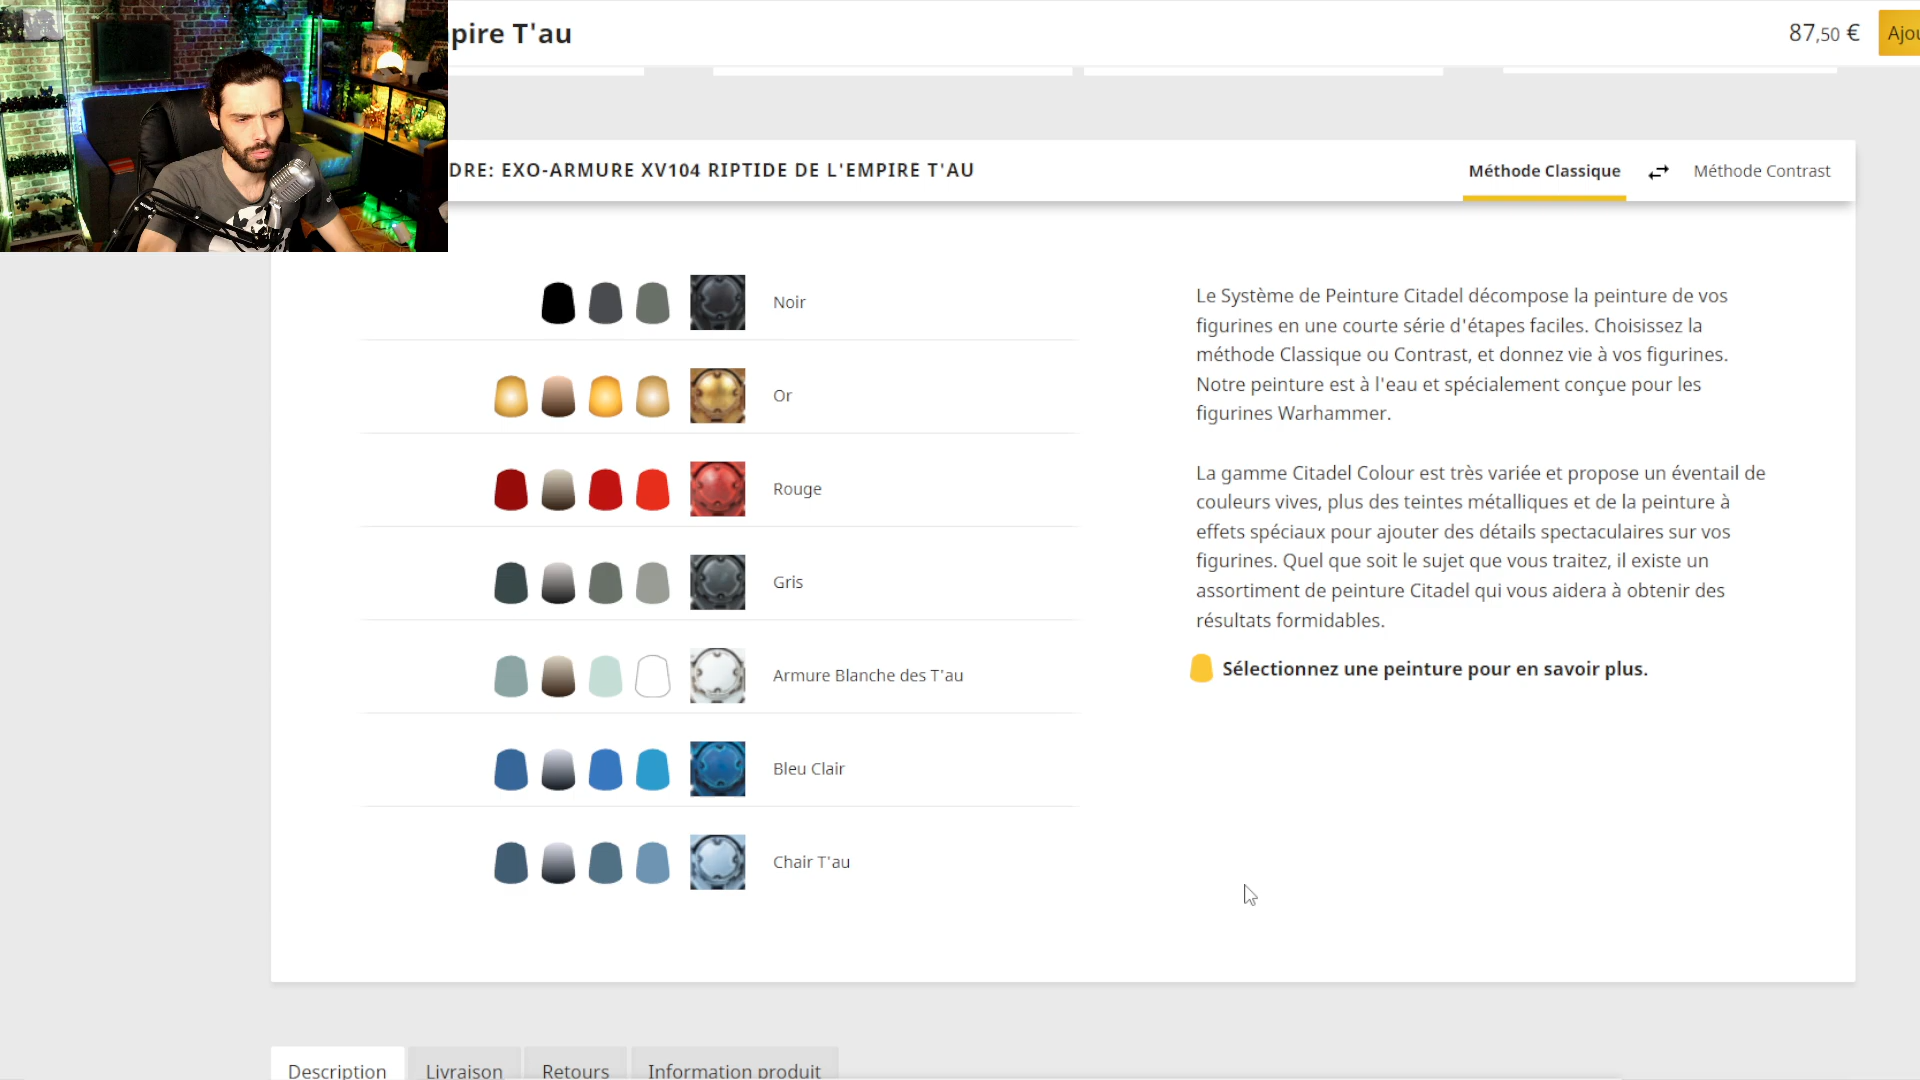 pire T'au
87,50 €
Ajou
DRE: EXO-ARMURE XV104 RIPTIDE DE L'EMPIRE T'AU
Méthode Classique
Méthode Contrast
Noir
Or
Rouge
Gris
Armure Blanche des T'au
Bleu Clair
Chair T'au
Le Système de Peinture Citadel décompose la peinture de vos
figurines en une courte série d'étapes faciles. Choisissez la
méthode Classique ou Contrast, et donnez vie à vos figurines.
Notre peinture est à l'eau et spécialement conçue pour les
figurines Warhammer.
La gamme Citadel Colour est très variée et propose un éventail de
couleurs vives, plus des teintes métalliques et de la peinture à
effets spéciaux pour ajouter des détails spectaculaires sur vos
figurines. Quel que soit le sujet que vous traitez, il existe un
assortiment de peinture Citadel qui vous aidera à obtenir des
résultats formidables.
Sélectionnez une peinture pour en savoir plus.
Description
Livraison
Retours
Information produit